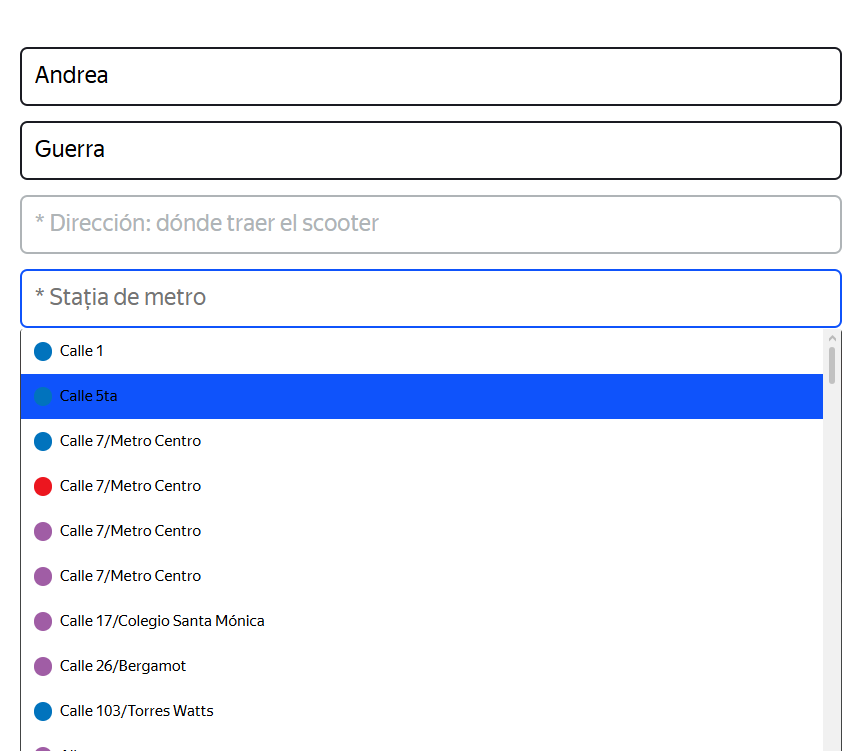 Andrea
Guerra
* Dirección: dónde traer el scooter
* Stația de metro
Calle 1
Calle 5ta
Calle 7/Metro Centro
Calle 7/Metro Centro
Calle 7/Metro Centro
Calle 7/Metro Centro
Calle 17/Colegio Santa Mónica
Calle 26/Bergamot
Calle 103/Torres Watts